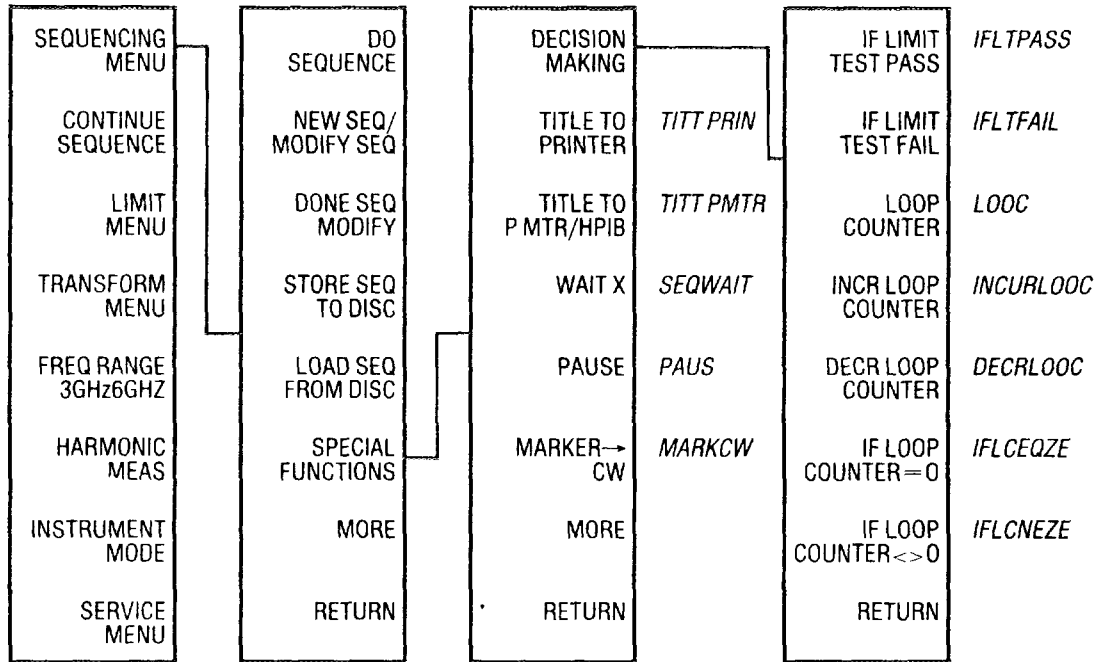 SEQUENCING
MENU
CONTINUE
SEQUENCE
LIMIT
MENU
TRANSFORM
MENU
FREQ RANGE
3GHz6GHZ
HARMONIC
MEAS
INSTRUMENT
MODE
SERVICE
MENU
DO
SEQUENCE
NEW SEQ/
MODIFY SEQ
DONE SEQ
MODIFY
STORE SEQ
TO DISC
LOAD SEQ
FROM DISC
SPECIAL
FUNCTIONS
MORE
RETURN
DECISION
MAKING
TITLE TO
PRINTER
TITT PRIN
TITLE TO
P MTR/HPIB
TITT PMTR
WAIT X
SEQWAIT
PAUSE
PAUS
MARKER→
CW
MARKCW
MORE
RETURN
IF LIMIT
TEST PASS
IFLTPASS
IF LIMIT
TEST FAIL
IFLTFAIL
LOOP
COUNTER
LOOC
INCR LOOP
COUNTER
INCURLOOC
DECR LOOP
COUNTER
DECRLOOC
IF LOOP
COUNTER=0
IFLCEQZE
IF LOOP
COUNTER<>0
IFLCNEZE
RETURN